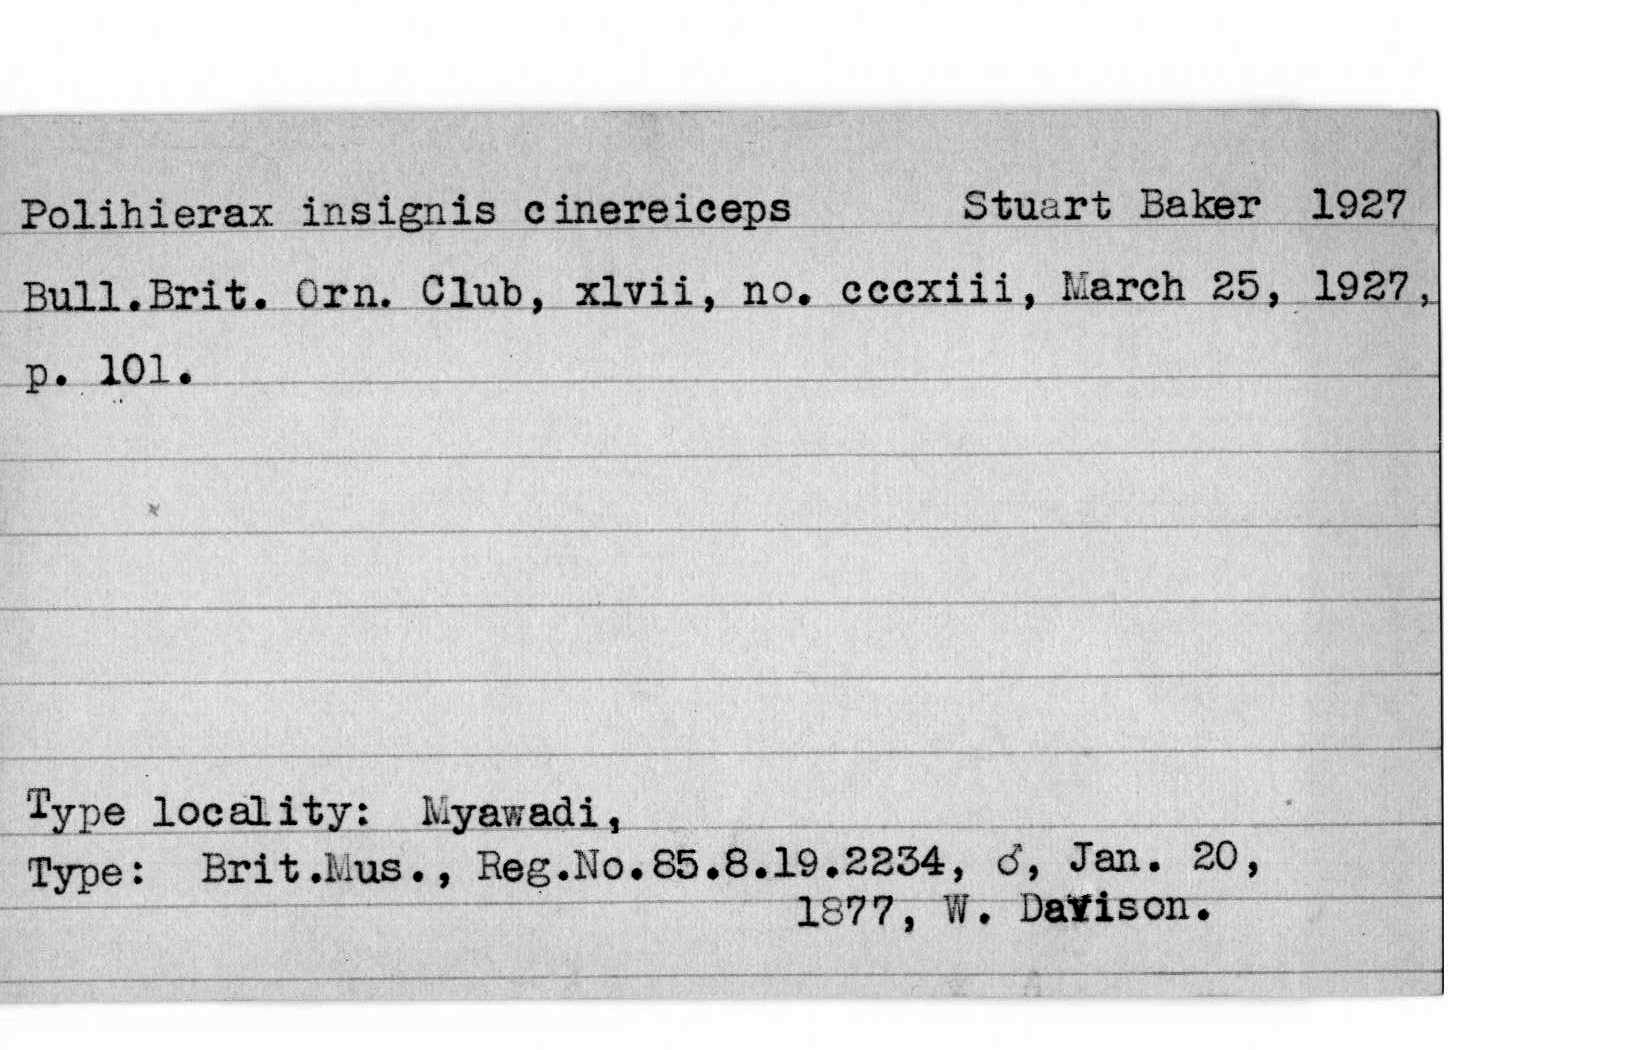 Polihierax insignis cinereiceps Stuart Baker 1927
Bull.Brit. Orn. Club, xlvii, no. cccxiii, March 25, 1927,
p. 101.
Type locality: Myawadi,
Type: Brit.Mus., Reg.No.85.8.19.2234, ♂, Jan. 20,
1877, W. Davison.